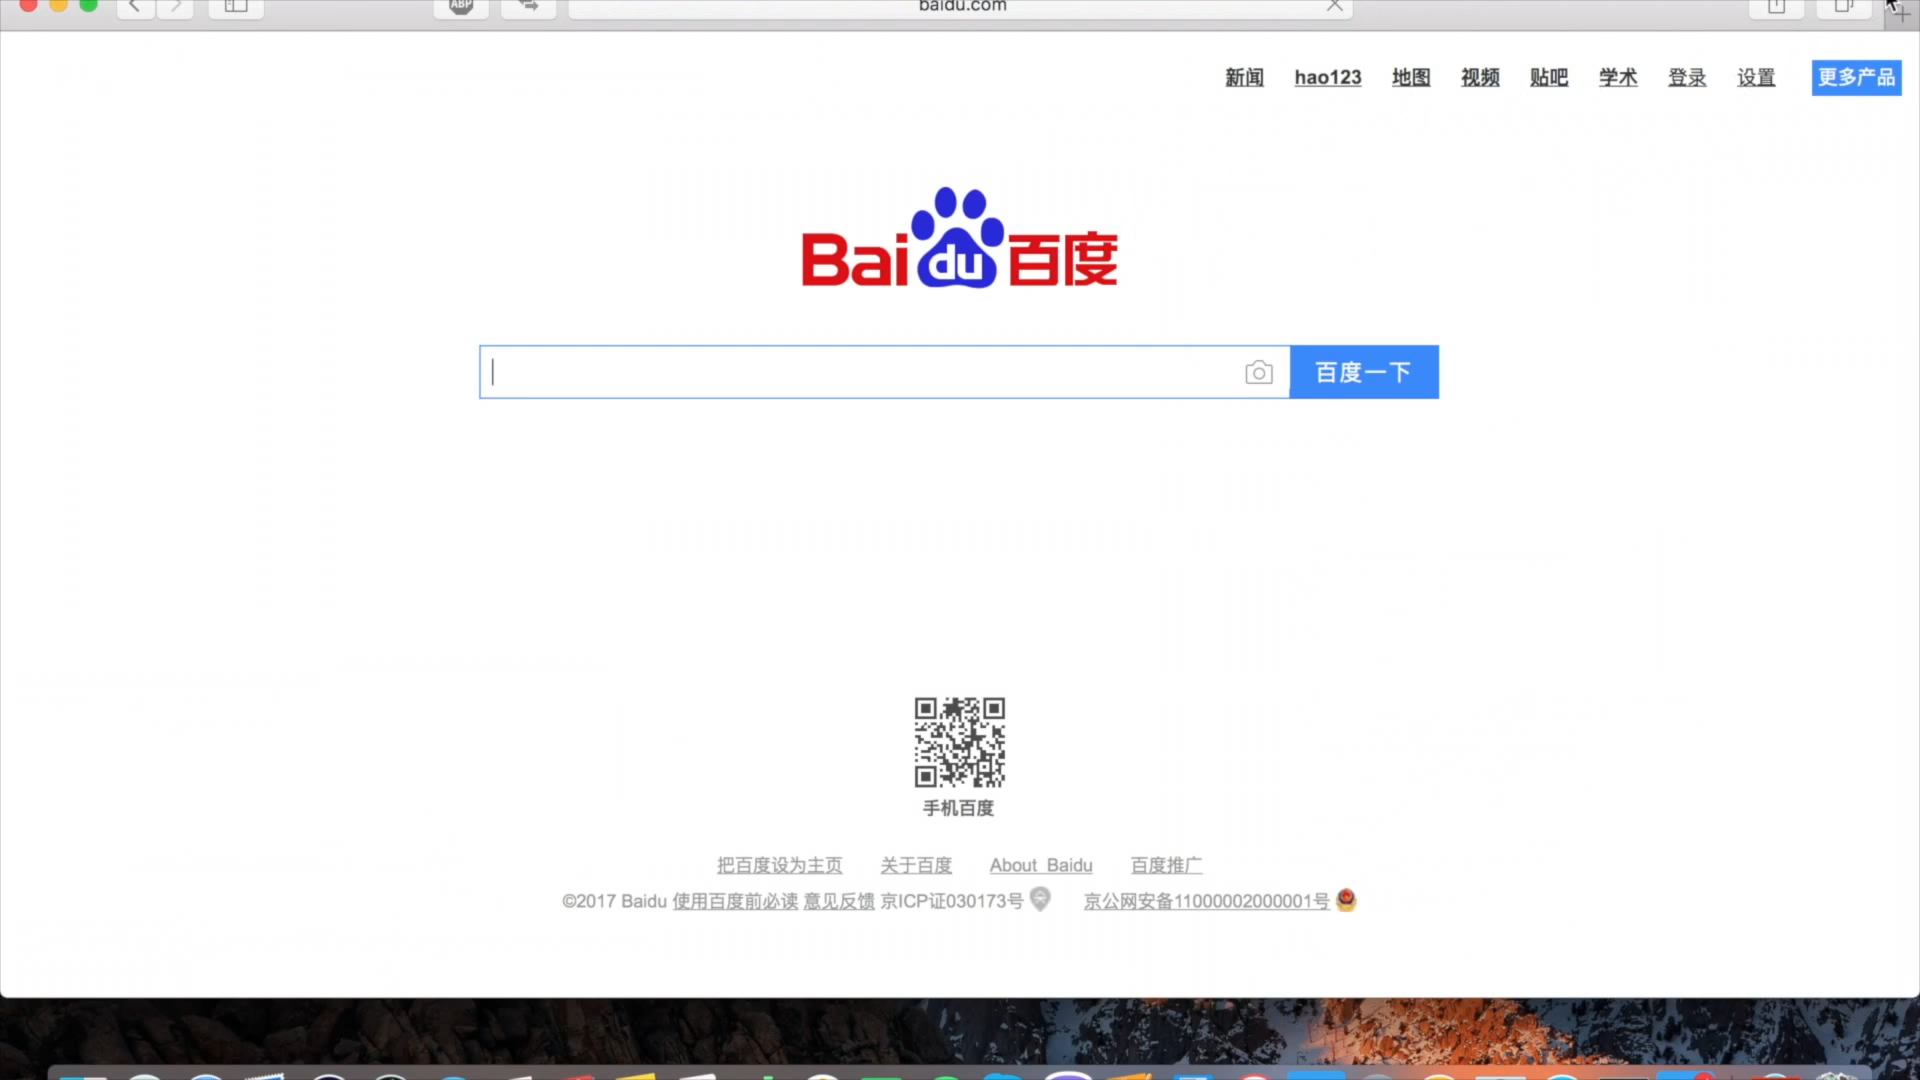 ABP
baidu.com
新闻 hao123 地图 视频 贴吧 学术 登录 设置 更多产品
Bai du 百度
百度一下
手机百度
把百度设为主页 关于百度 About Baidu 百度推广
©2017 Baidu 使用百度前必读 意见反馈 京ICP证030173号 京公网安备11000002000001号